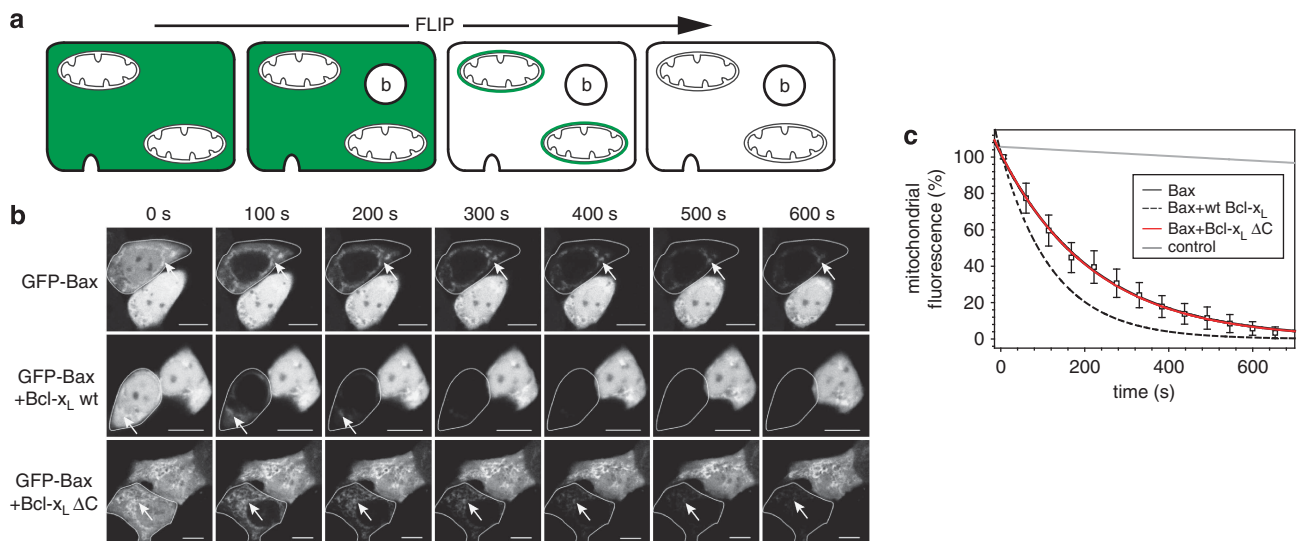 a
FLIP
b
b
b
b
0 s 100 s 200 s 300 s 400 s 500 s 600 s
GFP-Bax
GFP-Bax
+Bcl-xL wt
GFP-Bax
+Bcl-xL ΔC
c
mitochondrial
fluorescence (%)
100
80
60
40
20
0
0 200 400 600
time (s)
Bax
Bax+wt Bcl-xL
Bax+Bcl-xL ΔC
control